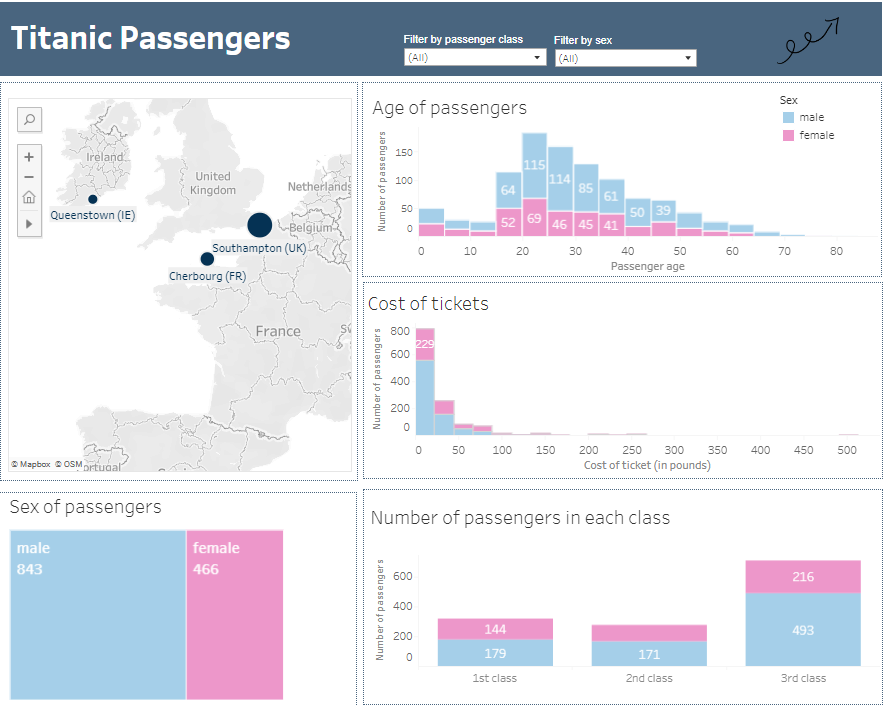 Titanic Passengers
Filter by passenger class
(All)
Filter by sex
(All)
Ireland
United
Kingdom
Netherlands
Queenstown (IE)
Belgium
Southampton (UK)
Cherbourg (FR)
France
Sv
ortugal
© Mapbox © OSM
Age of passengers
Sex
male
female
Number of passengers
150
100
50
0
115
114
64
85
61
50
39
52
69
46
45
41
0
10
20
30
40
50
60
70
80
Passenger age
Cost of tickets
Number of passengers
800
600
400
200
0
229
0
50
100
150
200
250
300
350
400
450
500
Cost of ticket (in pounds)
Sex of passengers
male
843
female
466
Number of passengers in each class
Number of passengers
600
400
200
0
144
179
171
216
493
1st class
2nd class
3rd class